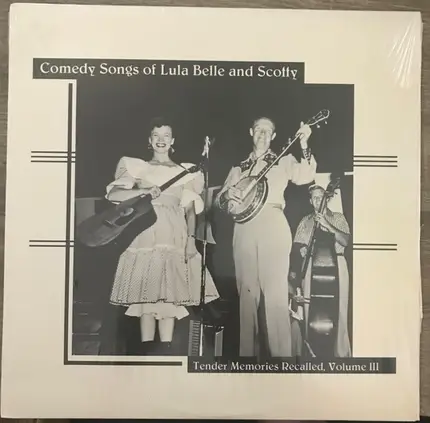 Comedy Songs of Lula Belle and Scotty
Tender Memories Recalled, Volume III